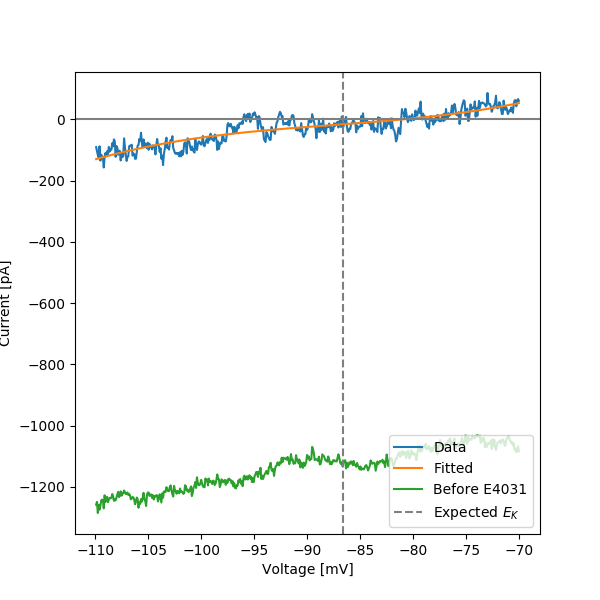 0
−200
−400
−600
−800
−1000
−1200
Current [pA]
−110
−105
−100
−95
−90
−85
−80
−75
−70
Voltage [mV]
Data
Fitted
Before E4031
Expected E_K